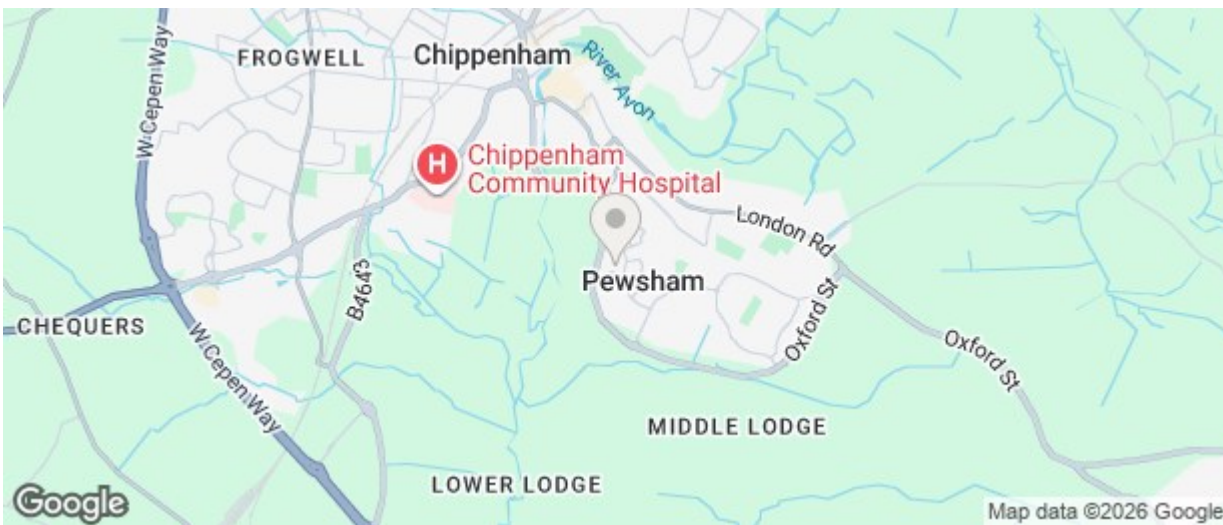 FROGWELL
Chippenham
River Avon
W Cepen Way
H
Chippenham
Community Hospital
London Rd
B4643
Pewsham
Oxford St
CHEQUERS
W Cepen Way
Oxford St
MIDDLE LODGE
LOWER LODGE
Google
Map data ©2026 Google